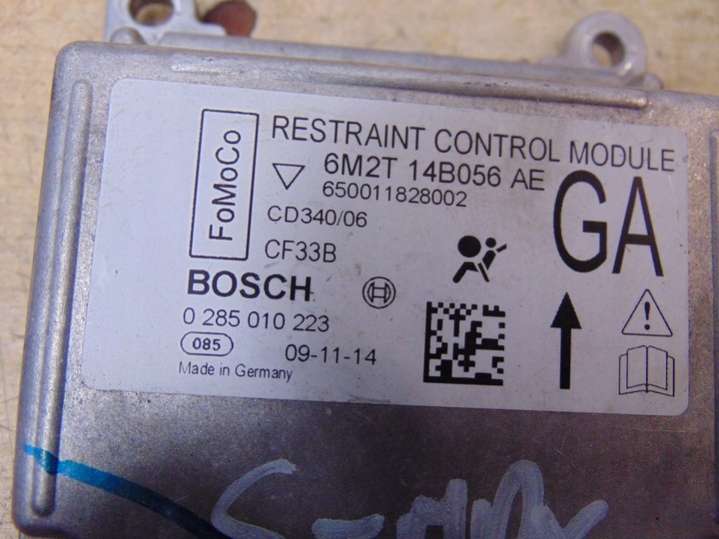 FoMoCo
RESTRAINT CONTROL MODULE
6M2T 14B056 AE
650011828002
GA
CD340/06
CF33B
BOSCH
0 285 010 223
085
09-11-14
Made in Germany